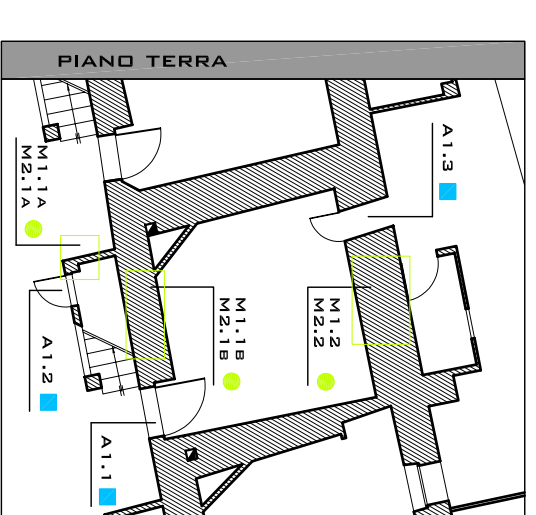 PIANO TERRA
A1.3
M1.1A
M2.1A
M1.1B
M2.1B
M1.2
M2.2
A1.2
A1.1